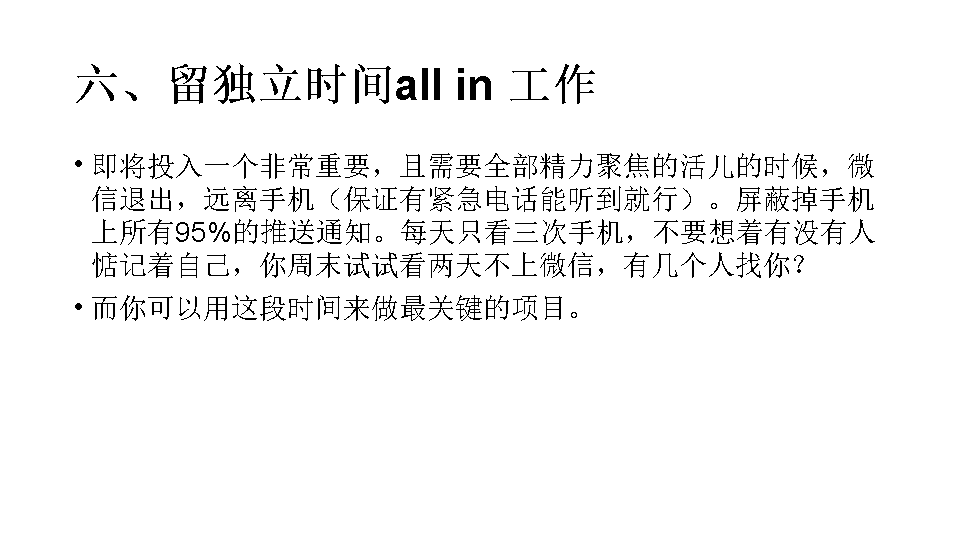 六、留独立时间all in 工作
• 即将投入一个非常重要，且需要全部精力聚焦的活儿的时候，微
信退出，远离手机（保证有紧急电话能听到就行）。屏蔽掉手机
上所有95%的推送通知。每天只看三次手机，不要想着有没有人
惦记着自己，你周末试试看两天不上微信，有几个人找你？
• 而你可以用这段时间来做最关键的项目。